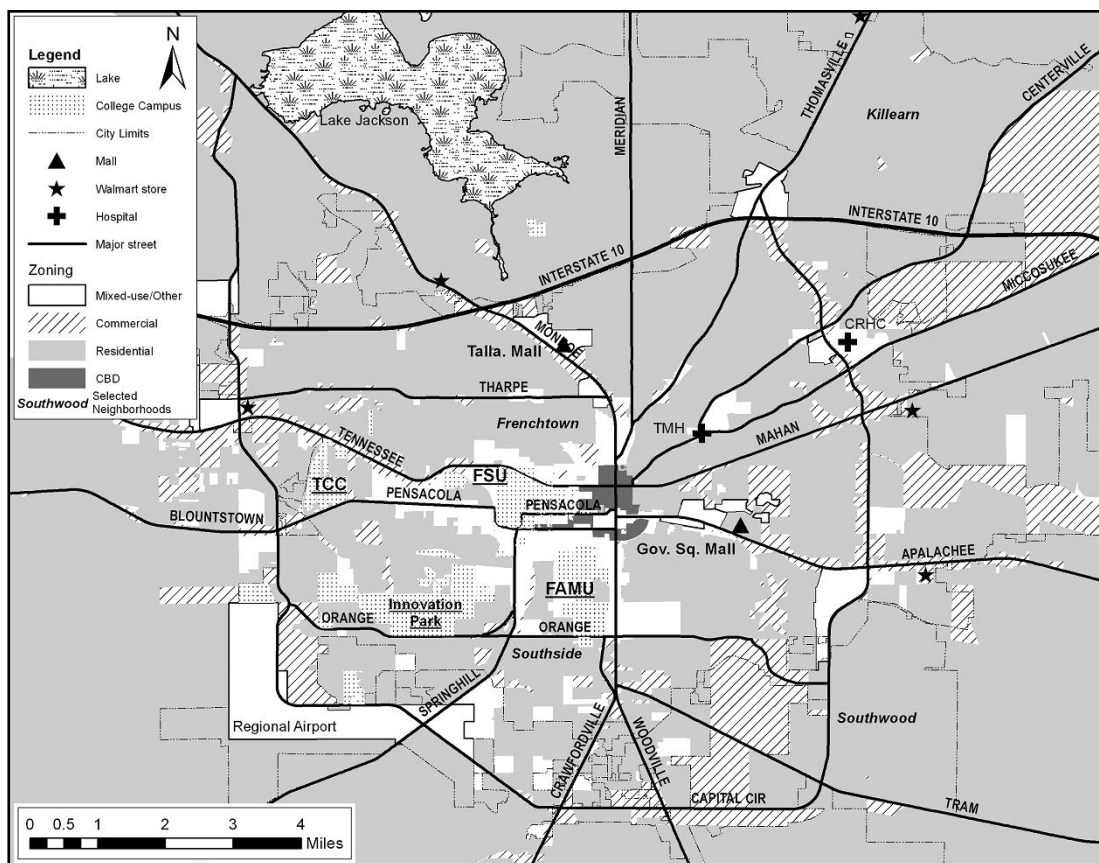 N
Legend
Lake
College Campus
City Limits
Mall
Walmart store
Hospital
Major street
Zoning
Mixed-use/Other
Commercial
Residential
CBD
Southwood
Selected
Neighborhoods
Lake Jackson
MERIDIAN
THOMASVILLE
Killearn
CENTERVILLE
INTERSTATE 10
INTERSTATE 10
MICCOSUKEE
MONROE
Talla. Mall
CRHC
THARPE
Frenchtown
TMH
MAHAN
TENNESSEE
TCC
FSU
PENSACOLA
PENSACOLA
BLOUNTSTOWN
Gov. Sq. Mall
APALACHEE
FAMU
Innovation
Park
ORANGE
ORANGE
Southside
SPRINGHILL
Regional Airport
Southwood
CRAWFORDVILLE
WOODVILLE
CAPITAL CIR
TRAM
0 0.5 1 2 3 4
Miles